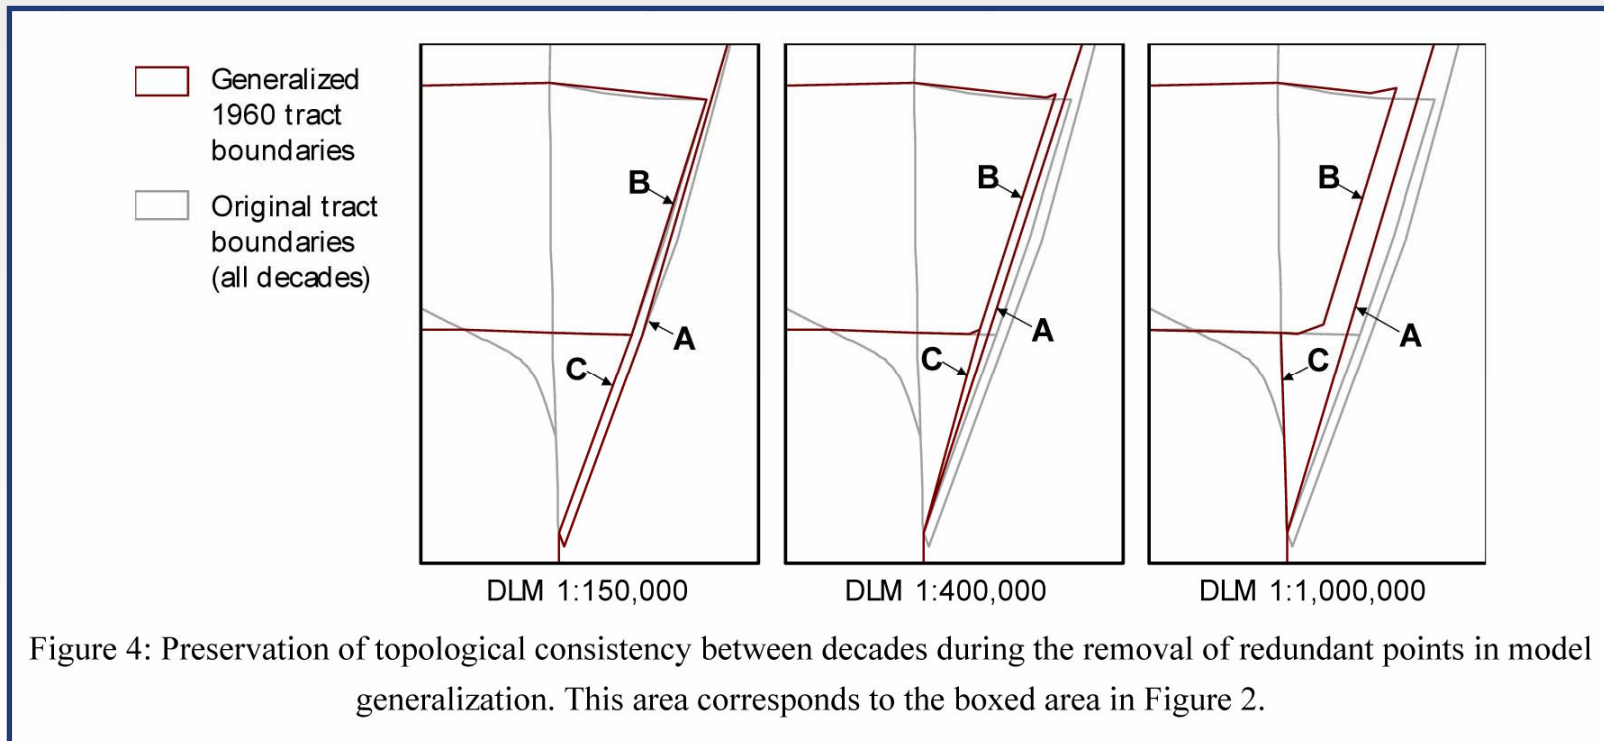 Generalized
1960 tract
boundaries
Original tract
boundaries
(all decades)
B
A
C
DLM 1:150,000
B
A
C
DLM 1:400,000
B
A
C
DLM 1:1,000,000
Figure 4: Preservation of topological consistency between decades during the removal of redundant points in model
generalization. This area corresponds to the boxed area in Figure 2.